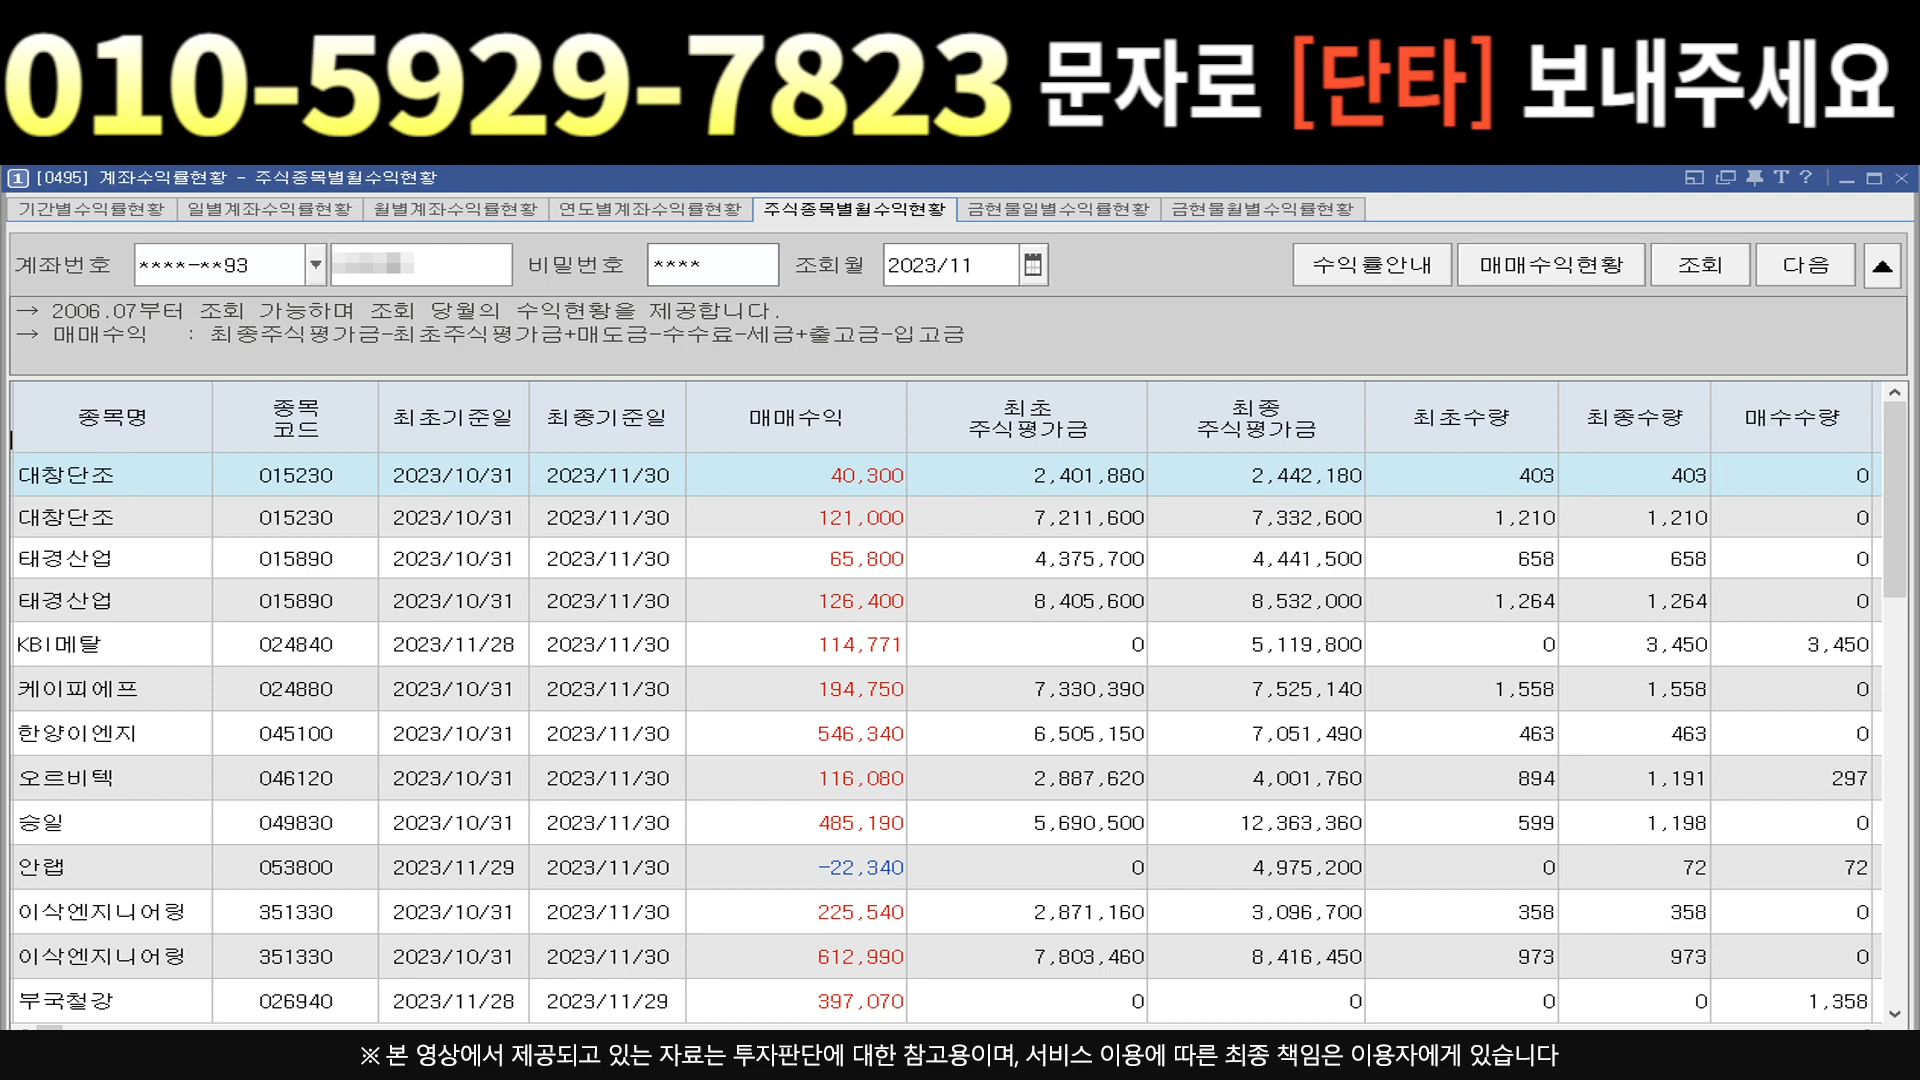 010-5929-7823 문자로 [단타] 보내주세요
1 [0495] 계좌수익률현황 - 주식종목별월수익현황 T ?
기간별수익률현황 일별계좌수익률현황 월별계좌수익률현황 연도별계좌수익률현황 주식종목별월수익현황 금현물일별수익률현황 금현물월별수익률현황
계좌번호 ****-**93 비밀번호 **** 조회월 2023/11 수익률안내 매매수익현황 조회 다음 ▲
→ 2006.07부터 조회 가능하며 조회 당월의 수익현황을 제공합니다.
→ 매매수익 : 최종주식평가금-최초주식평가금+매도금-수수료-세금+출고금-입고금
종목명 종목 코드 최초기준일 최종기준일 매매수익 최초 주식평가금 최종 주식평가금 최초수량 최종수량 매수수량
대창단조 015230 2023/10/31 2023/11/30 40,300 2,401,880 2,442,180 403 403 0
대창단조 015230 2023/10/31 2023/11/30 121,000 7,211,600 7,332,600 1,210 1,210 0
태경산업 015890 2023/10/31 2023/11/30 65,800 4,375,700 4,441,500 658 658 0
태경산업 015890 2023/10/31 2023/11/30 126,400 8,405,600 8,532,000 1,264 1,264 0
KBI메탈 024840 2023/11/28 2023/11/30 114,771 0 5,119,800 0 3,450 3,450
케이피에프 024880 2023/10/31 2023/11/30 194,750 7,330,390 7,525,140 1,558 1,558 0
한양이엔지 045100 2023/10/31 2023/11/30 546,340 6,505,150 7,051,490 463 463 0
오르비텍 046120 2023/10/31 2023/11/30 116,080 2,887,620 4,001,760 894 1,191 297
승일 049830 2023/10/31 2023/11/30 485,190 5,690,500 12,363,360 599 1,198 0
안랩 053800 2023/11/29 2023/11/30 -22,340 0 4,975,200 0 72 72
이삭엔지니어링 351330 2023/10/31 2023/11/30 225,540 2,871,160 3,096,700 358 358 0
이삭엔지니어링 351330 2023/10/31 2023/11/30 612,990 7,803,460 8,416,450 973 973 0
부국철강 026940 2023/11/28 2023/11/29 397,070 0 0 0 0 1,358
※ 본 영상에서 제공되고 있는 자료는 투자판단에 대한 참고용이며, 서비스 이용에 따른 최종 책임은 이용자에게 있습니다